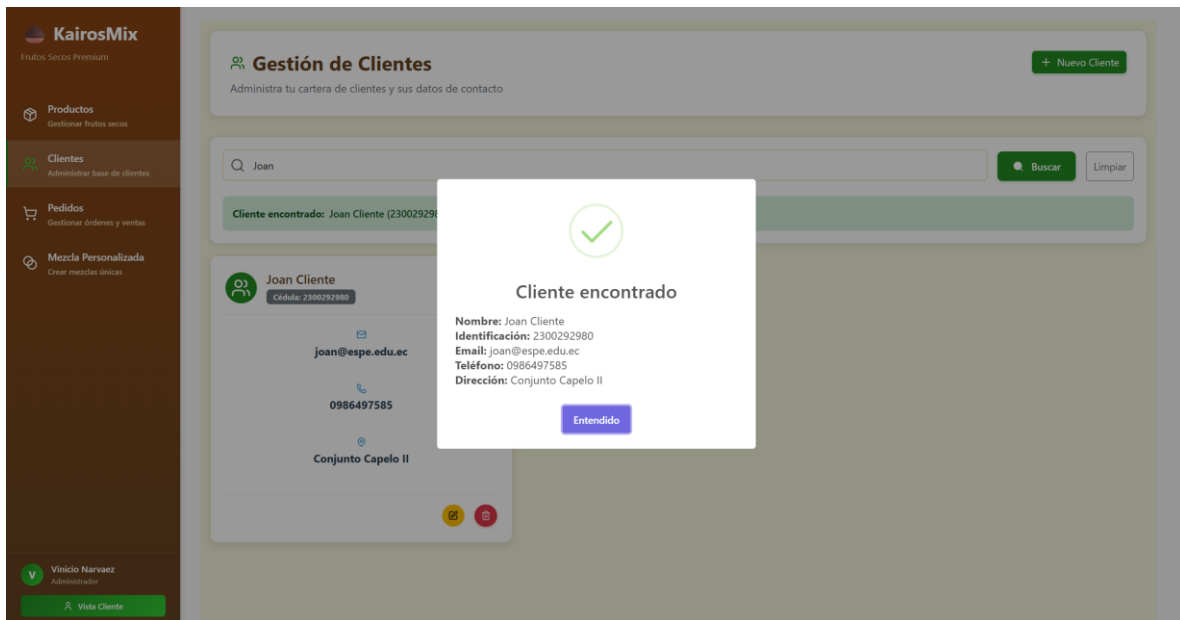 KairosMix
Frutos Secos Premium
Productos
Gestionar frutos secos
Clientes
Administrar base de clientes
Pedidos
Gestionar órdenes y ventas
Mezcla Personalizada
Crear mezclas únicas
Vinicio Narvaez
V
Administrador
Vista Cliente
Gestión de Clientes
Administra tu cartera de clientes y sus datos de contacto
+ Nuevo Cliente
Joan
Buscar
Limpiar
Cliente encontrado: Joan Cliente (23002929
Joan Cliente
Cédula: 2300292980
joan@espe.edu.ec
0986497585
Conjunto Capelo II
Cliente encontrado
Nombre: Joan Cliente
Identificación: 2300292980
Email: joan@espe.edu.ec
Teléfono: 0986497585
Dirección: Conjunto Capelo II
Entendido